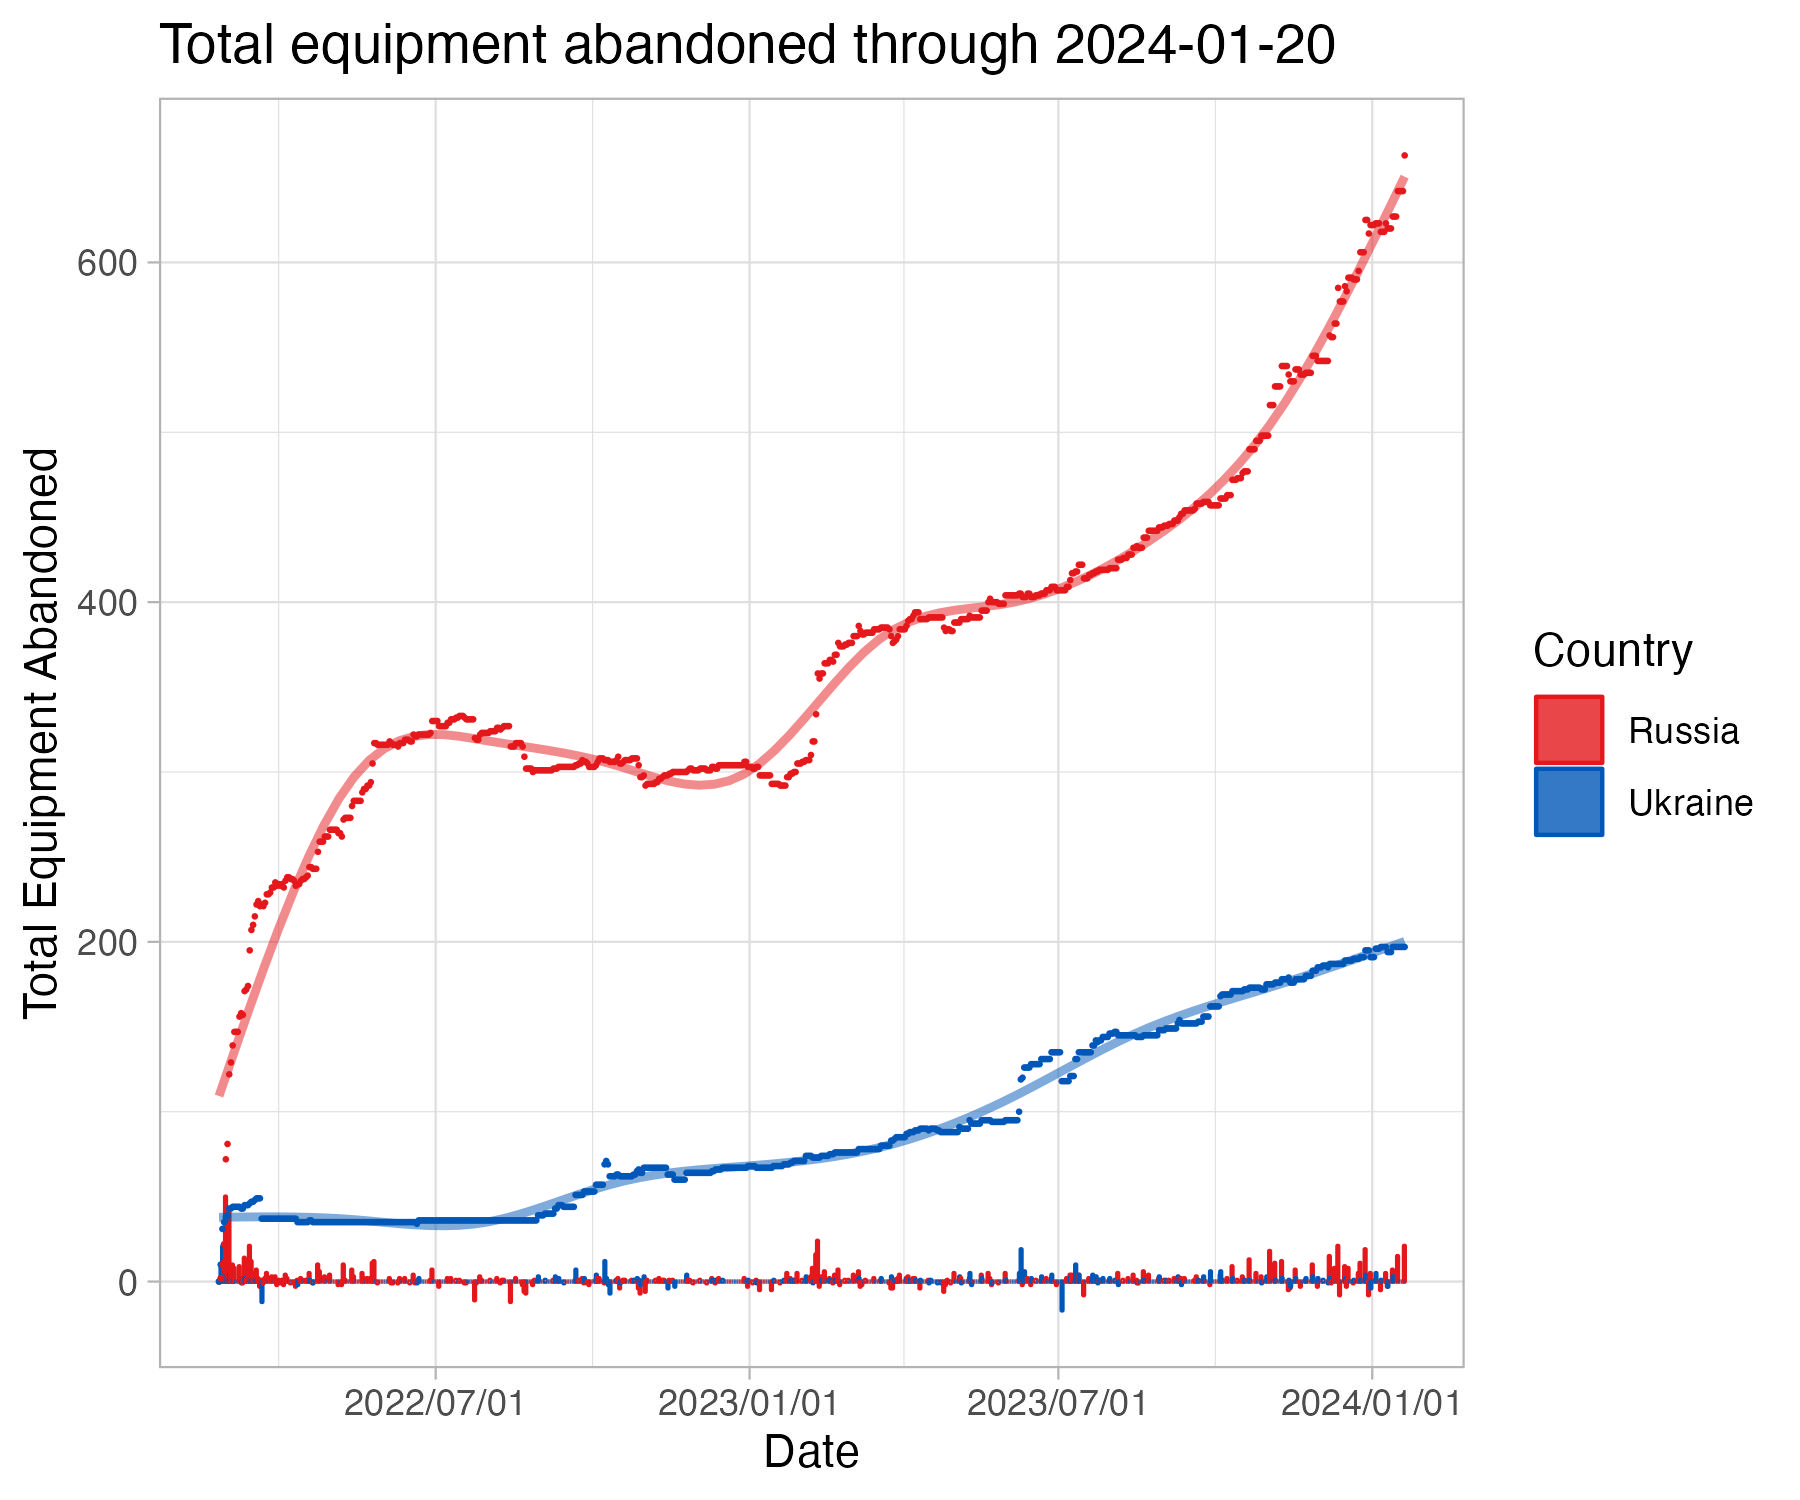 Total equipment abandoned through 2024-01-20
Total Equipment Abandoned
600
400
200
0
2022/07/01
2023/01/01
2023/07/01
2024/01/01
Date
Country
Russia
Ukraine